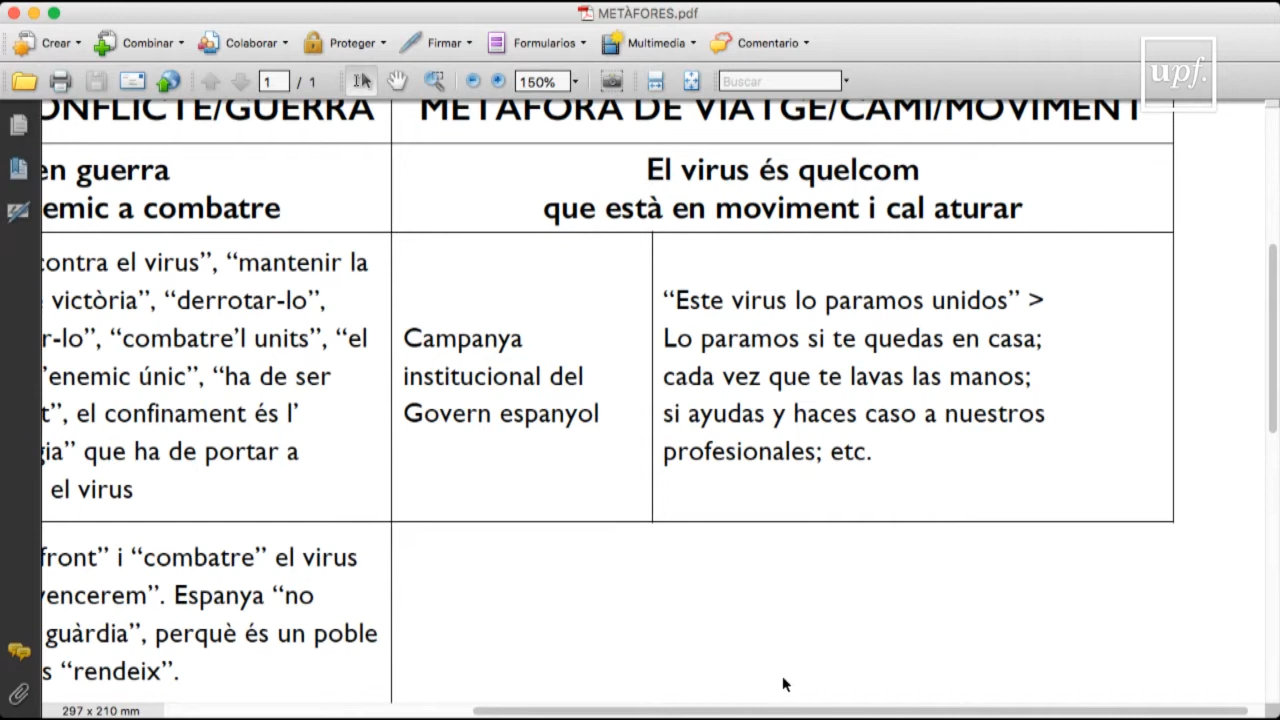 METÀFORES.pdf
Crear Combinar Colaborar Proteger Firmar Formularios Multimedia Comentario
1 / 1 150% Buscar
upf.
ONFLICTE/GUERRA
METÀFORA DE VIATGE/CAMÍ/MOVIMENT
en guerra
emic a combatre
El virus és quelcom
que està en moviment i cal aturar
contra el virus”, “mantenir la
victòria”, “derrotar-lo”,
r-lo”, “combatre’l units”, “el
’enemic únic”, “ha de ser
t”, el confinament és l’
gia” que ha de portar a
el virus
Campanya
institucional del
Govern espanyol
“Este virus lo paramos unidos” >
Lo paramos si te quedas en casa;
cada vez que te lavas las manos;
si ayudas y haces caso a nuestros
profesionales; etc.
front” i “combatre” el virus
vencerem”. Espanya “no
guàrdia”, perquè és un poble
s “rendeix”.
297 x 210 mm